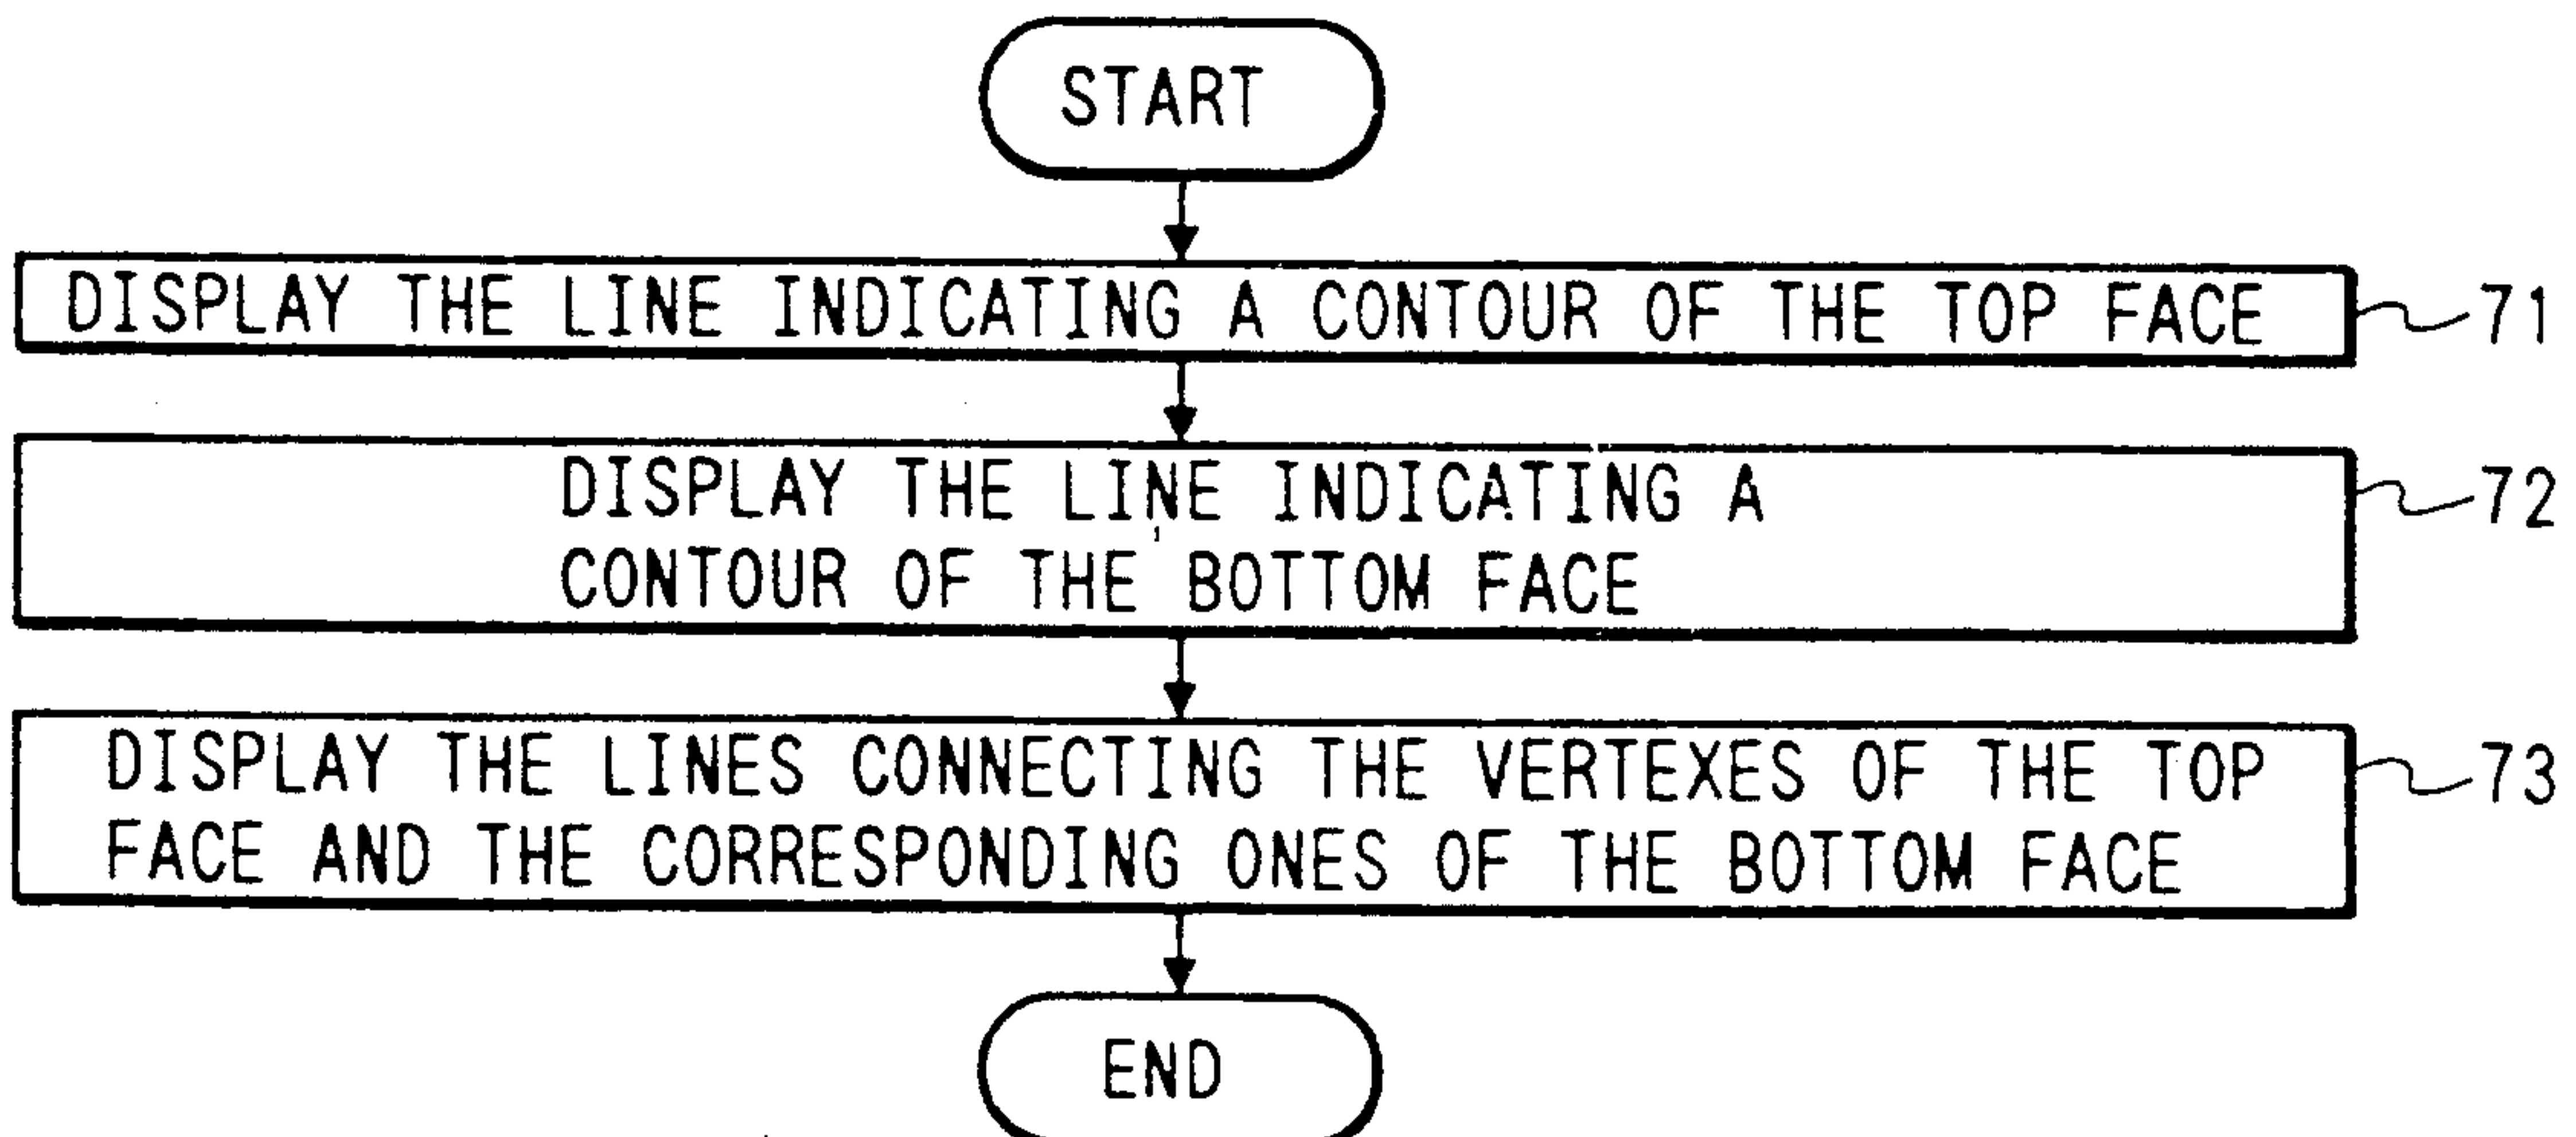 START
DISPLAY THE LINE INDICATING A CONTOUR OF THE TOP FACE
71
DISPLAY THE LINE INDICATING A
CONTOUR OF THE BOTTOM FACE
72
DISPLAY THE LINES CONNECTING THE VERTEXES OF THE TOP
FACE AND THE CORRESPONDING ONES OF THE BOTTOM FACE
73
END